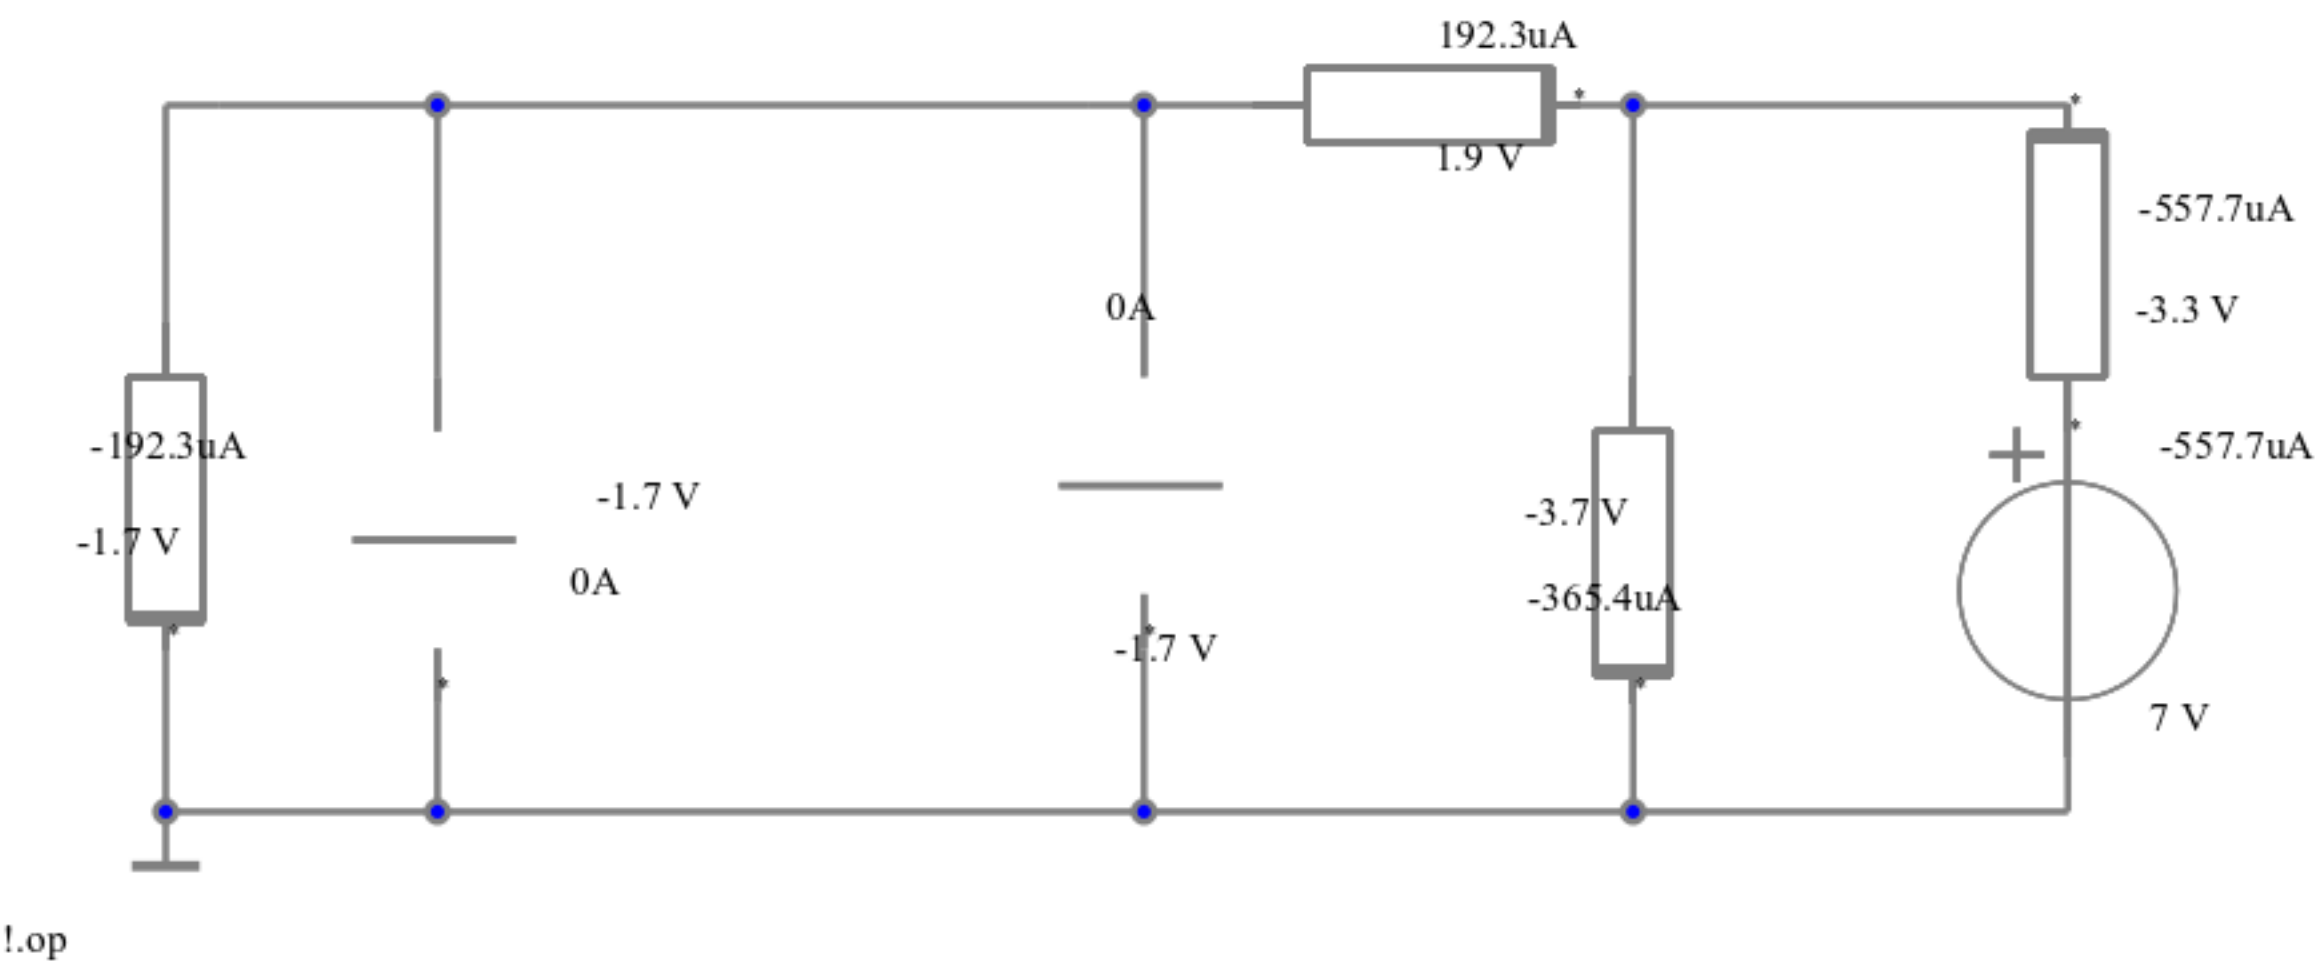 192.3uA
1.9 V
-557.7uA
-3.3 V
0A
-192.3uA
-557.7uA
-1.7 V
-3.7 V
-1.7 V
0A
-365.4uA
-1.7 V
7 V
!.op